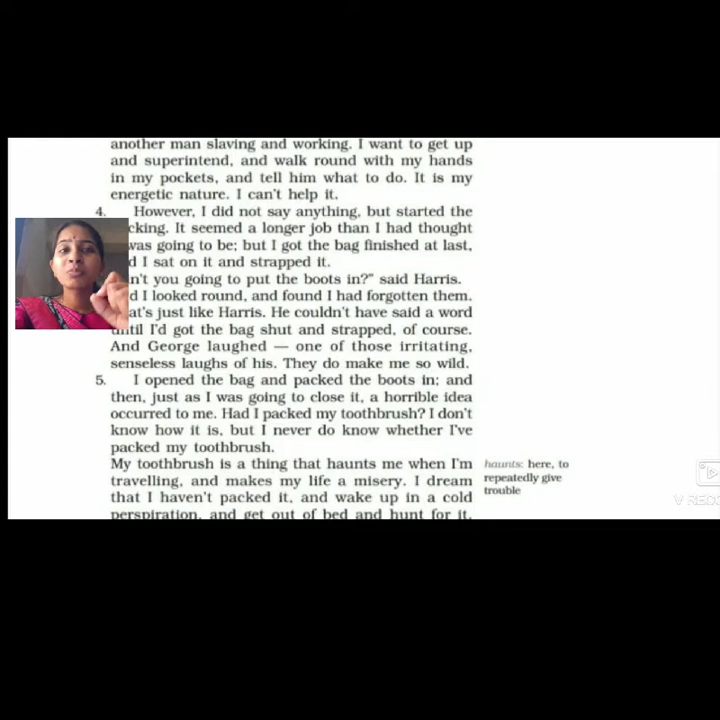 another man slaving and working. I want to get up
and superintend, and walk round with my hands
in my pockets, and tell him what to do. It is my
energetic nature. I can't help it.
4. However, I did not say anything, but started the
cking. It seemed a longer job than I had thought
was going to be; but I got the bag finished at last,
d I sat on it and strapped it.
n't you going to put the boots in?" said Harris.
d I looked round, and found I had forgotten them.
at's just like Harris. He couldn't have said a word
until I'd got the bag shut and strapped, of course.
And George laughed — one of those irritating,
senseless laughs of his. They do make me so wild.
5. I opened the bag and packed the boots in; and
then, just as I was going to close it, a horrible idea
occurred to me. Had I packed my toothbrush? I don't
know how it is, but I never do know whether I've
packed my toothbrush.
My toothbrush is a thing that haunts me when I'm
travelling, and makes my life a misery. I dream
that I haven't packed it, and wake up in a cold
perspiration, and get out of bed and hunt for it.
haunts: here, to
repeatedly give
trouble
V REC